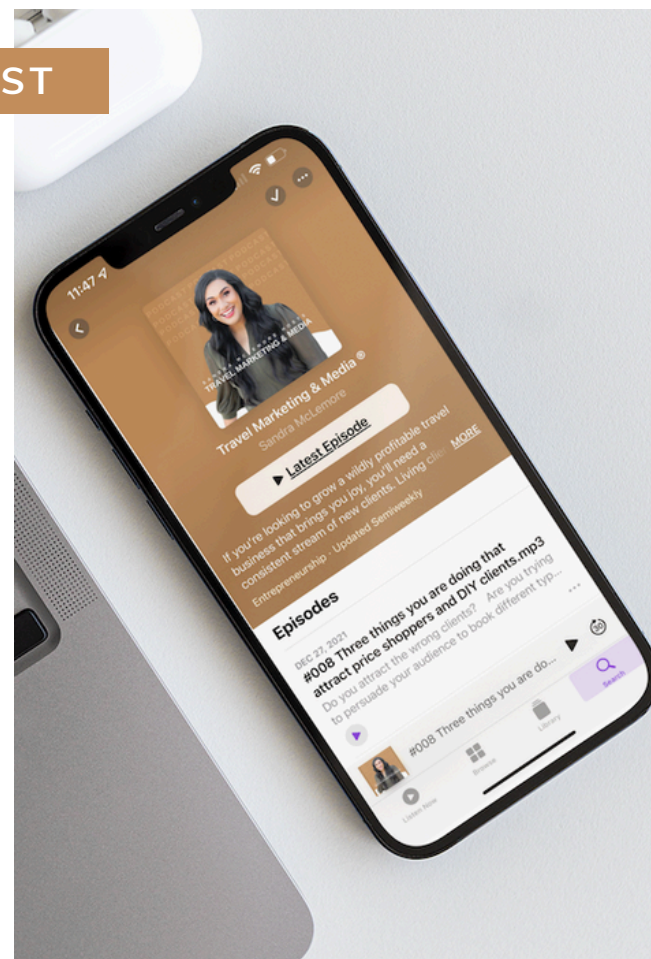 ST
11:47
TRAVEL MARKETING & MEDIA
Travel Marketing & Media ®
Sandra McLemore
Latest Episode
If you're looking to grow a wildly profitable travel
business that brings you joy, you'll need a
consistent stream of new clients. Living clie MORE
Entrepreneurship · Updated Semiweekly
Episodes
DEC 27, 2021
#008 Three things you are doing that
attract price shoppers and DIY clients.mp3
Do you attract the wrong clients? Are you trying
to persuade your audience to book different typ...
#008 Three things you are do...
30
Listen Now
Browse
Library
Search